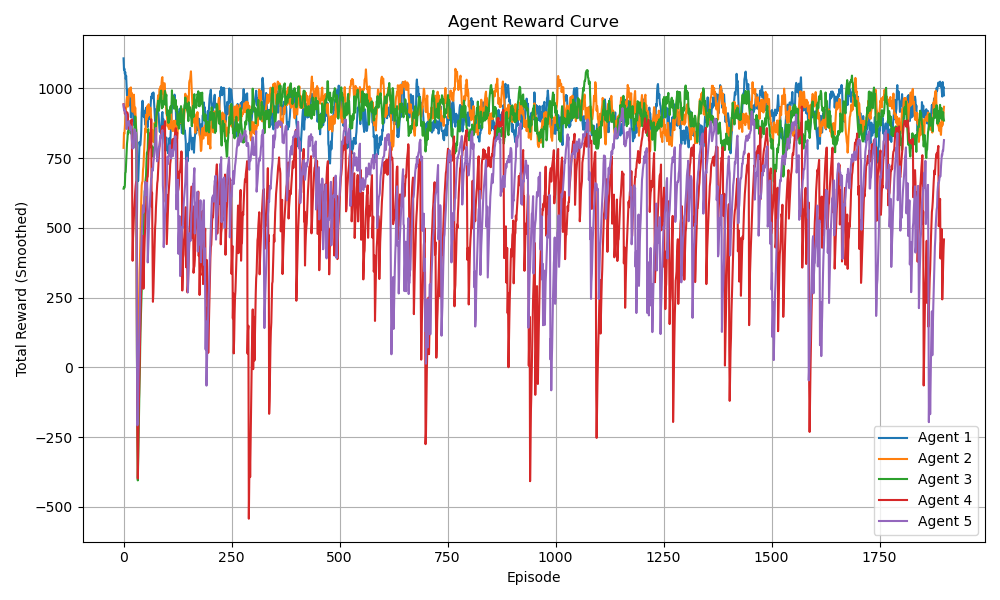 Agent Reward Curve
Total Reward (Smoothed)
1000
750
500
250
0
−250
−500
0 250 500 750 1000 1250 1500 1750
Episode
Agent 1
Agent 2
Agent 3
Agent 4
Agent 5